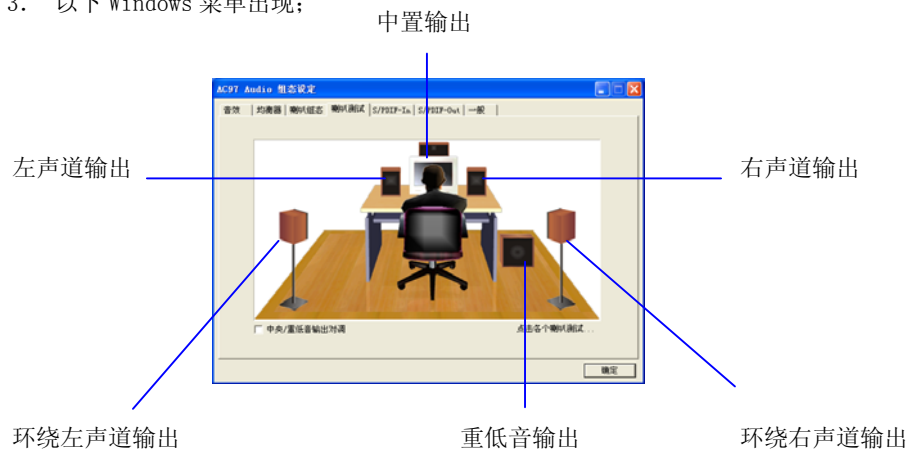 3. 以下 Windows 菜单出现；
中置输出
AC97 Audio 组态设定
音效 均衡器 喇叭组态 喇叭测试 S/PDIF-In S/PDIF-Out 一般
左声道输出
右声道输出
中央/重低音输出对调
点击各个喇叭测试...
确定
环绕左声道输出
重低音输出
环绕右声道输出